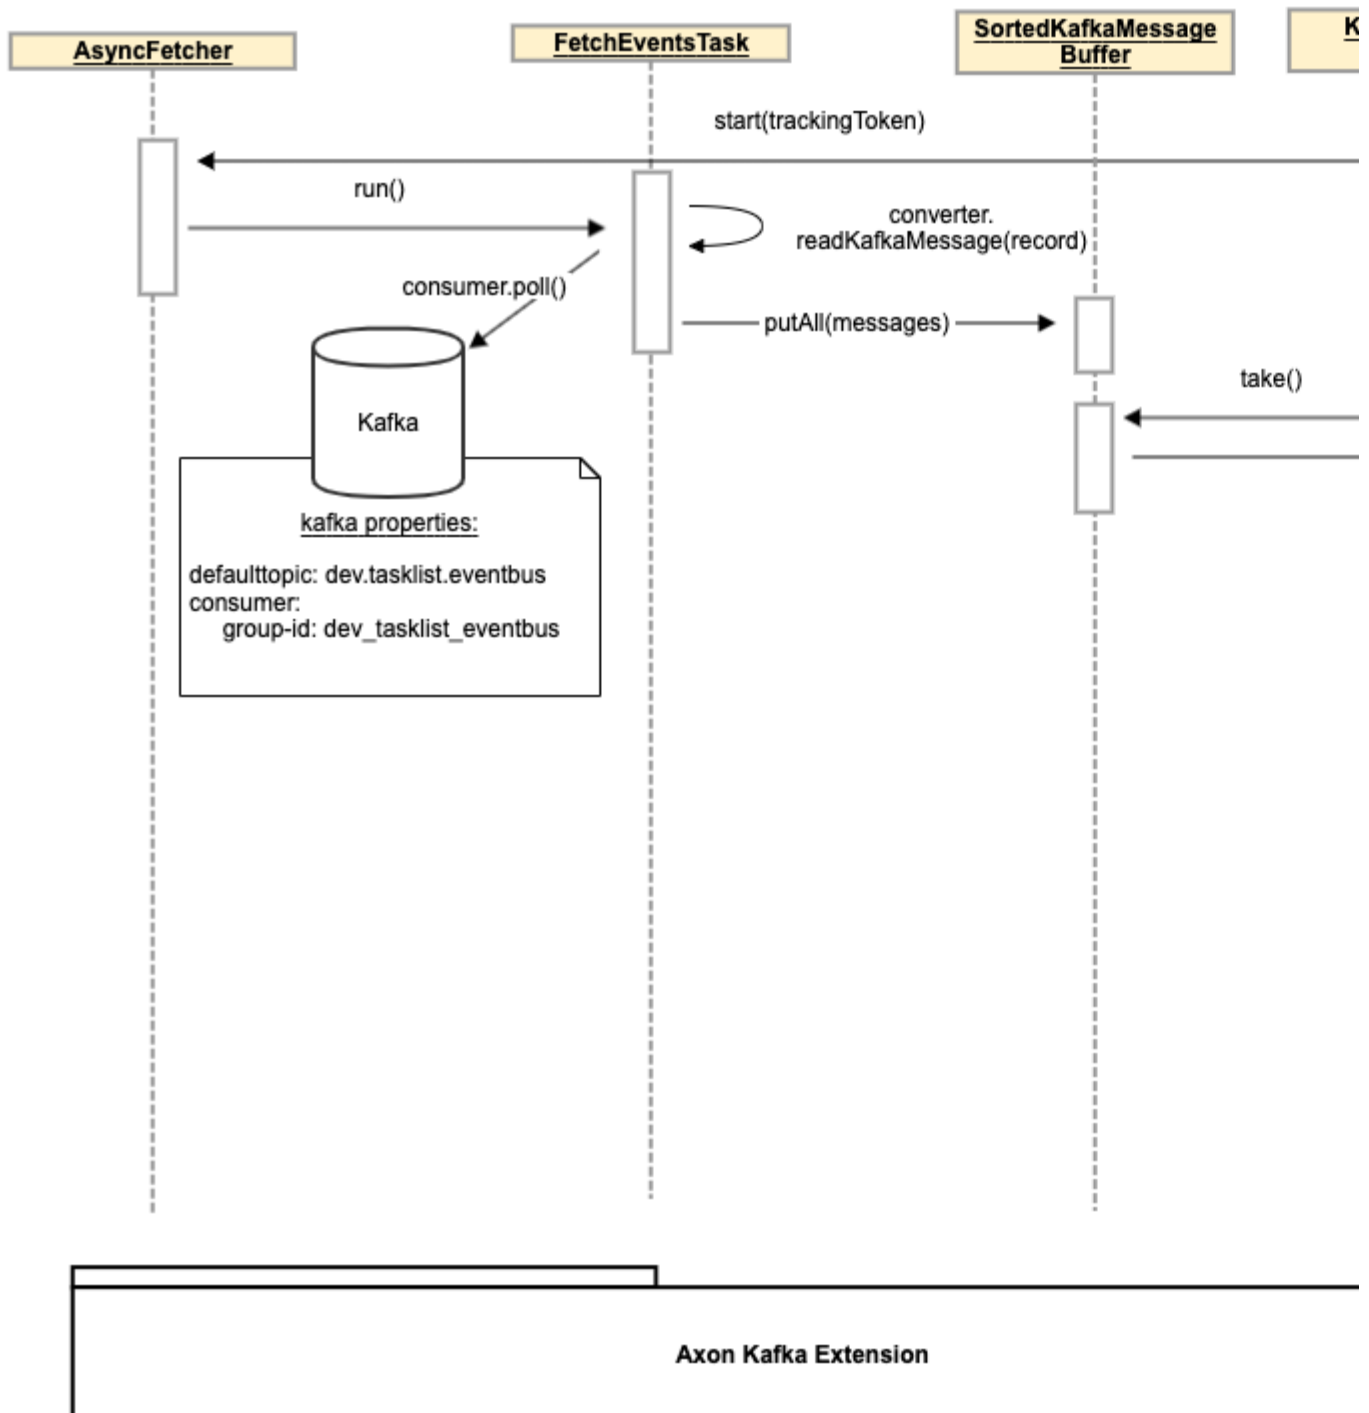 AsyncFetcher
FetchEventsTask
SortedKafkaMessage
Buffer
K
start(trackingToken)
run()
converter.
readKafkaMessage(record)
consumer.poll()
putAll(messages)
take()
Kafka
kafka properties:
defaulttopic: dev.tasklist.eventbus
consumer:
group-id: dev_tasklist_eventbus
Axon Kafka Extension